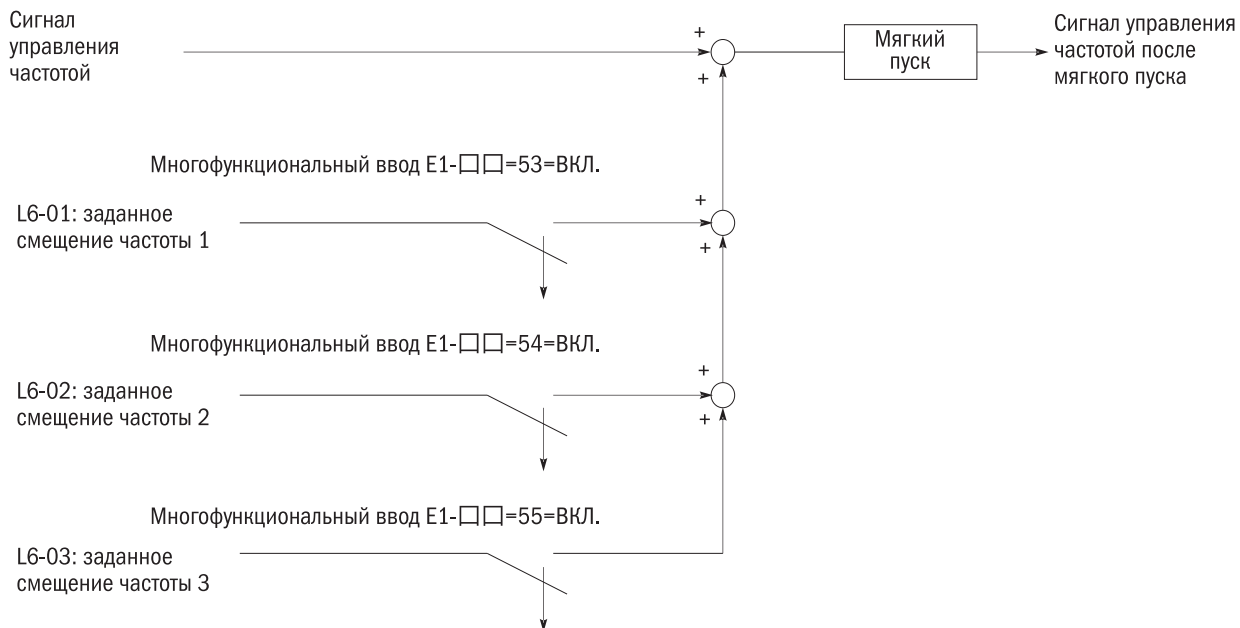 Сигнал
управления
частотой
+
+
Мягкий
пуск
Сигнал управления
частотой после
мягкого пуска
Многофункциональный ввод E1-□□=53=ВКЛ.
L6-01: заданное
смещение частоты 1
+
+
Многофункциональный ввод E1-□□=54=ВКЛ.
L6-02: заданное
смещение частоты 2
+
+
Многофункциональный ввод E1-□□=55=ВКЛ.
L6-03: заданное
смещение частоты 3